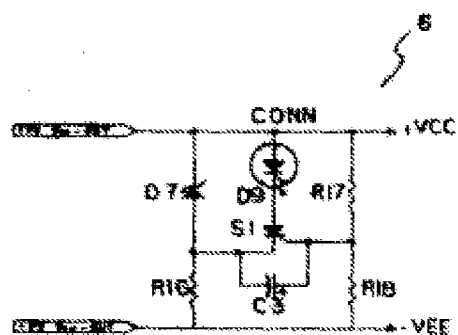 6
CONN
+VCC
D7
D9
R17
S1
R16
C3
R18
-VEE